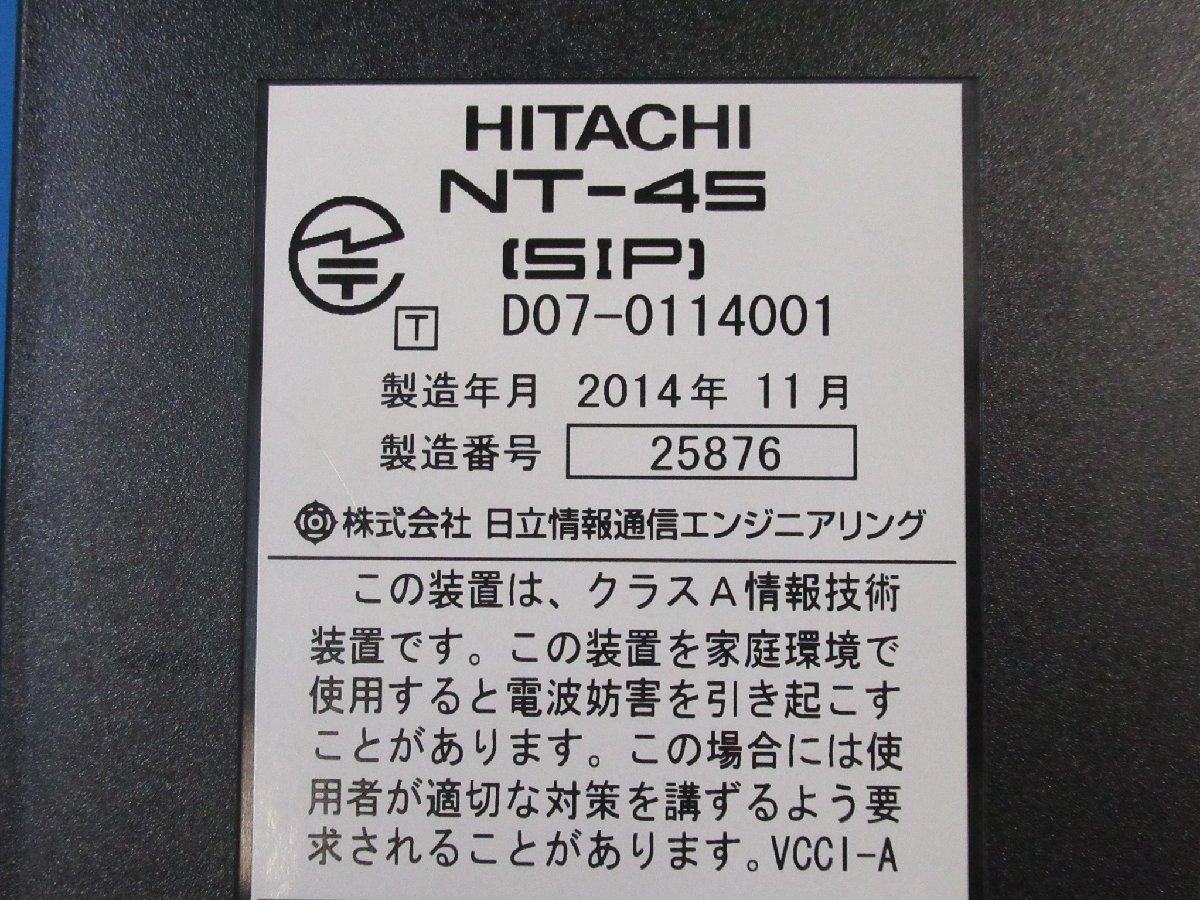 HITACHI
NT-4S
(SIP)
T D07-0114001
製造年月 2014年 11月
製造番号 25876
株式会社 日立情報通信エンジニアリング
この装置は、クラスA情報技術
装置です。この装置を家庭環境で
使用すると電波妨害を引き起こす
ことがあります。この場合には使
用者が適切な対策を講ずるよう要
求されることがあります。VCCI-A